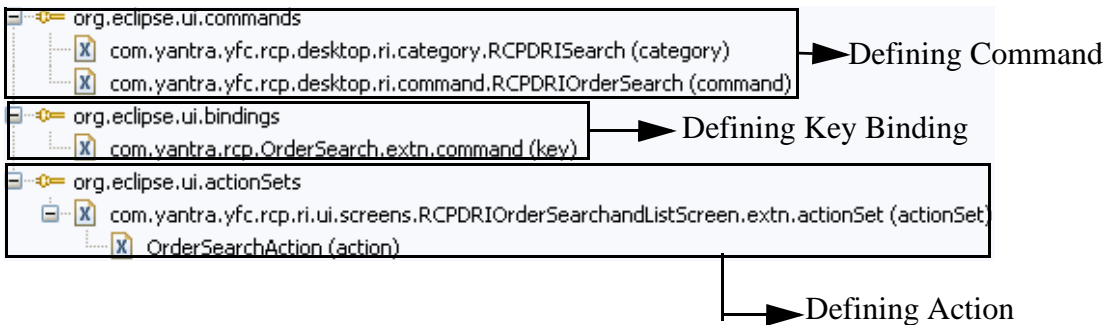 org.eclipse.ui.commands
com.yantra.yfc.rcp.desktop.ri.category.RCPDRISearch (category)
Defining Command
com.yantra.yfc.rcp.desktop.ri.command.RCPDRIOrderSearch (command)
org.eclipse.ui.bindings
Defining Key Binding
com.yantra.rcp.OrderSearch.extn.command (key)
org.eclipse.ui.actionSets
com.yantra.yfc.rcp.ri.ui.screens.RCPDRIOrderSearchandListScreen.extn.actionSet (actionSet)
OrderSearchAction (action)
Defining Action